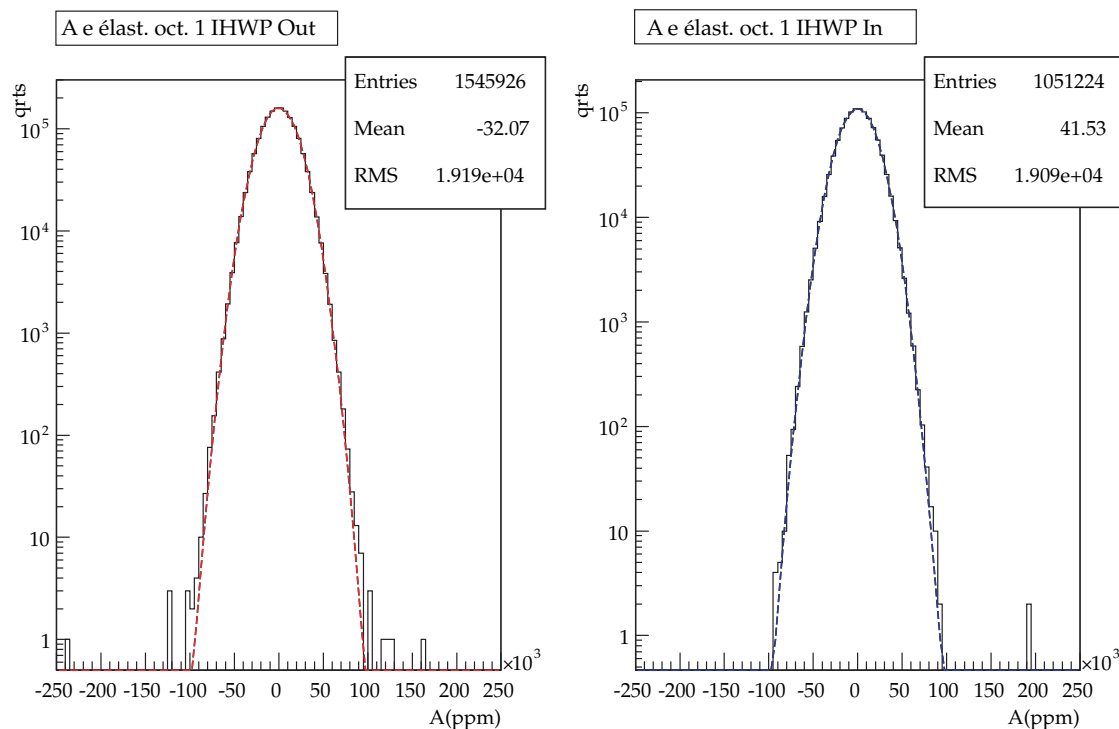 A e élast. oct. 1 IHWP Out
Entries 1545926
Mean -32.07
RMS 1.919e+04
qrts
10^5
10^4
10^3
10^2
10
1
-250 -200 -150 -100 -50 0 50 100 150 200 250
×10^3
A(ppm)
A e élast. oct. 1 IHWP In
Entries 1051224
Mean 41.53
RMS 1.909e+04
qrts
10^5
10^4
10^3
10^2
10
1
-250 -200 -150 -100 -50 0 50 100 150 200 250
×10^3
A(ppm)